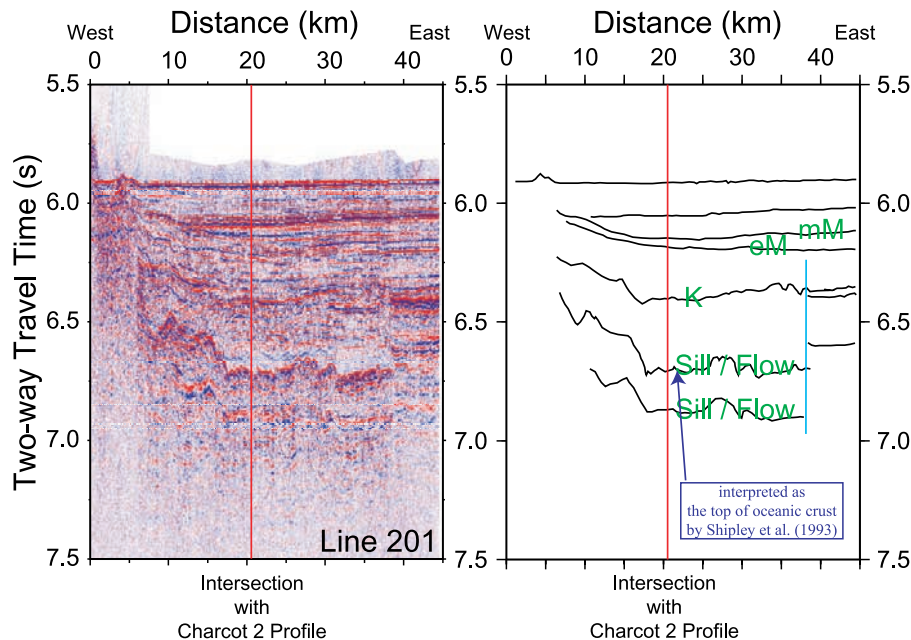 Distance (km)
West
East
0
10
20
30
40
5.5
6.0
6.5
7.0
7.5
Two-way Travel Time (s)
Line 201
Intersection
with
Charcot 2 Profile
Distance (km)
West
East
0
10
20
30
40
5.5
6.0
6.5
7.0
7.5
mM
eM
K
Sill / Flow
Sill / Flow
interpreted as
the top of oceanic crust
by Shipley et al. (1993)
Intersection
with
Charcot 2 Profile